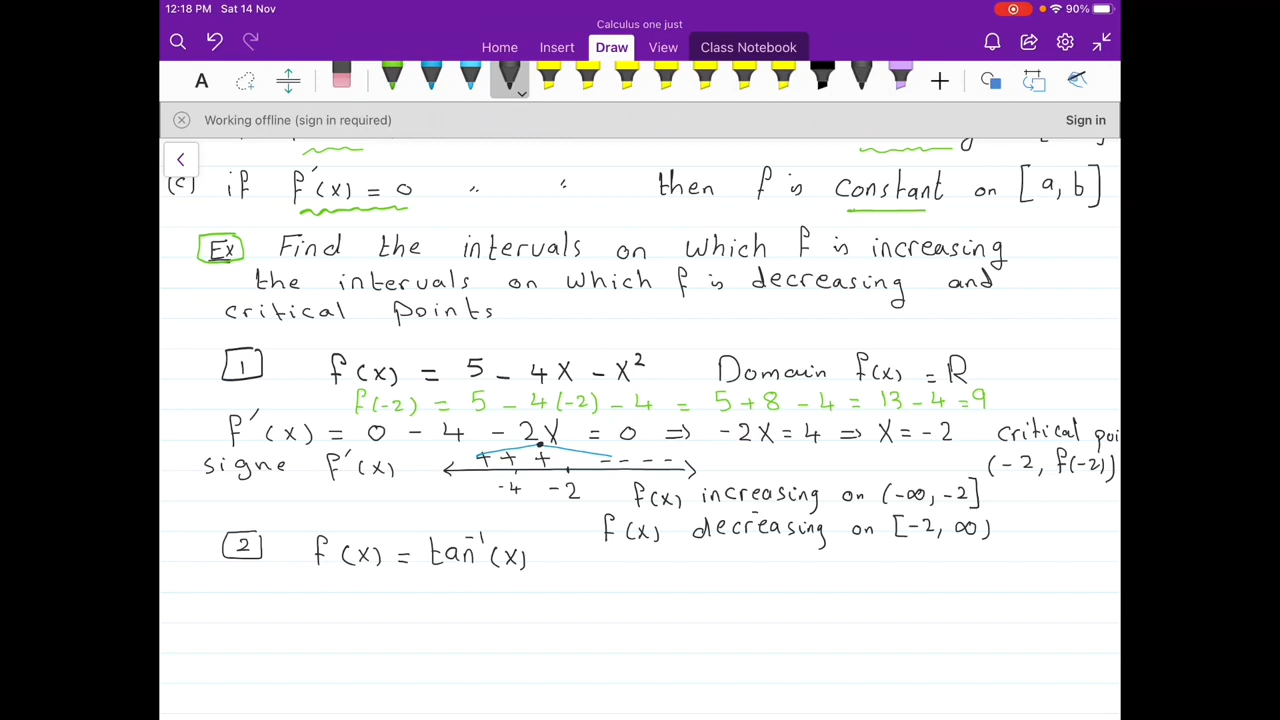 12:18 PM Sat 14 Nov
90%
Calculus one just
Home Insert Draw View Class Notebook
A
Working offline (sign in required) Sign in
(c) if f'(x) = 0 " " then f is constant on [a, b]
Ex Find the intervals on which f is increasing
the intervals on which f is decreasing and
critical points
1 f(x) = 5 - 4x - x² Domain f(x) = R
f(-2) = 5 - 4(-2) - 4 = 5 + 8 - 4 = 13 - 4 = 9
f'(x) = 0 - 4 - 2x = 0 ⇒ -2x = 4 ⇒ x = -2 critical poi
signe f'(x) + + + - - - - (-2, f(-2))
-4 -2 f(x) increasing on (-∞, -2]
f(x) decreasing on [-2, ∞)
2 f(x) = tan⁻¹(x)